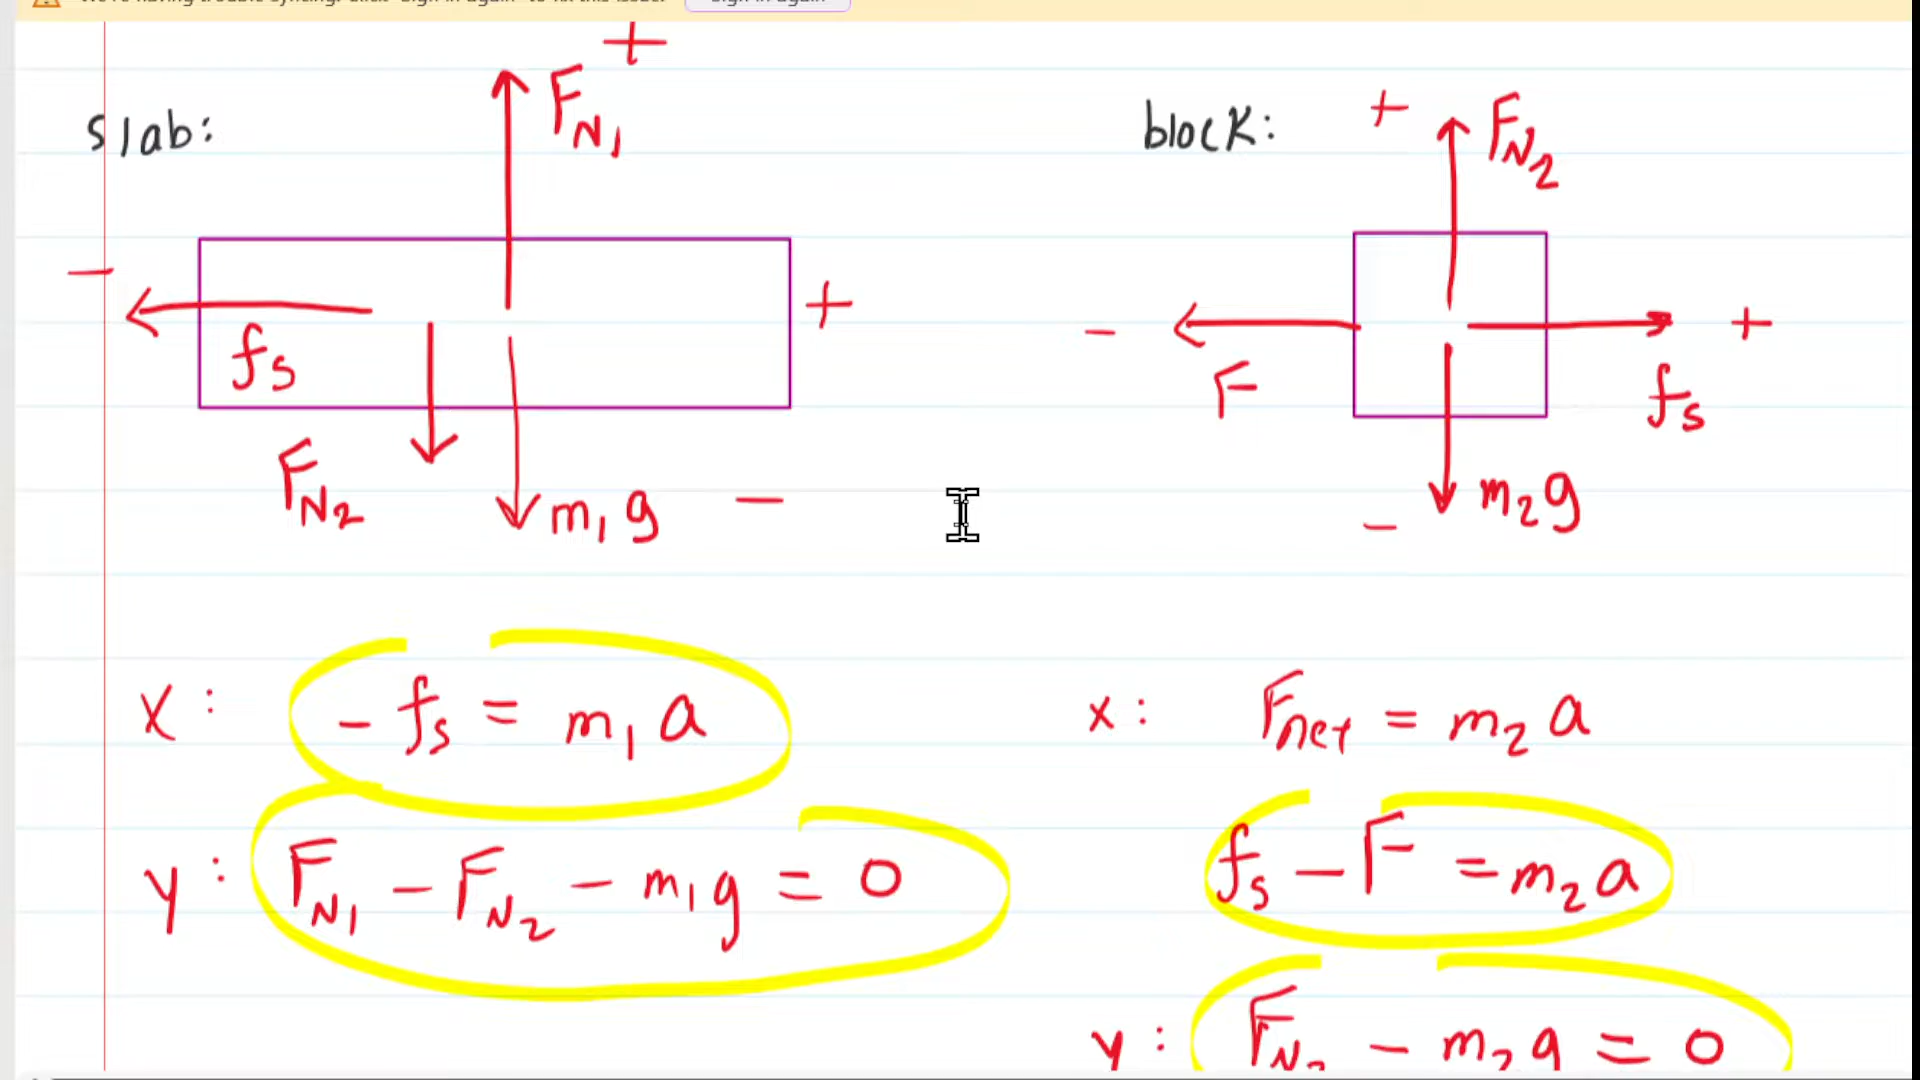 +
F_N1
slab:
block:
+
F_N2
−
+
f_s
−
+
F
f_s
F_N2
m_1 g
−
m_2 g
−
x: −f_s = m_1 a
x: F_net = m_2 a
f_s − F = m_2 a
y: F_N1 − F_N2 − m_1 g = 0
y: F_N2 − m_2 g = 0